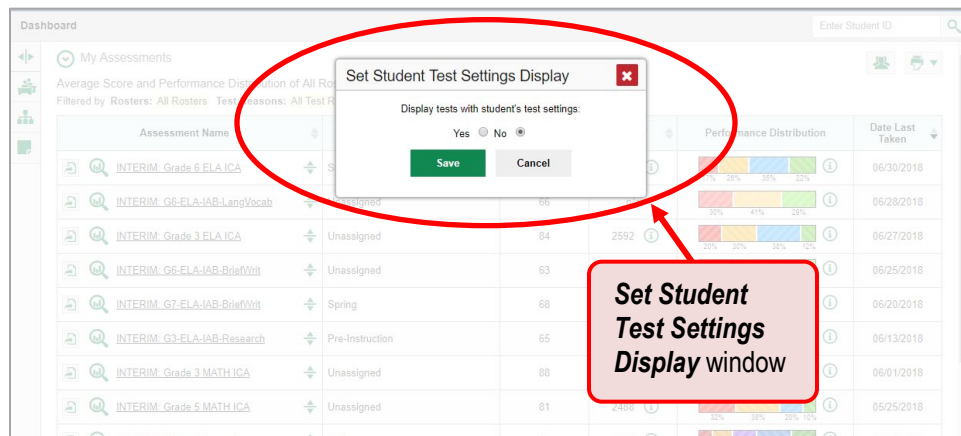 Dashboard
Enter Student ID
My Assessments
Average Score and Performance Distribution of All Ro
Filtered by Rosters: All Rosters Test Reasons: All Test R
Set Student Test Settings Display
Display tests with student's test settings:
Yes No
Save Cancel
Assessment Name Performance Distribution Date Last Taken
INTERIM: Grade 6 ELA ICA S 28% 35% 22% 06/30/2018
INTERIM: G6-ELA-IAB-LangVocab Unassigned 66 30% 41% 28% 06/28/2018
INTERIM: Grade 3 ELA ICA Unassigned 84 2592 20% 30% 38% 12% 06/27/2018
INTERIM: G6-ELA-IAB-BriefWrit Unassigned 63 06/25/2018
INTERIM: G7-ELA-IAB-BriefWrit Spring 68 06/20/2018
INTERIM: G3-ELA-IAB-Research Pre-Instruction 65 06/13/2018
INTERIM: Grade 3 MATH ICA Unassigned 88 06/01/2018
INTERIM: Grade 5 MATH ICA Unassigned 81 2488 32% 38% 20% 10% 05/25/2018
Set Student
Test Settings
Display window